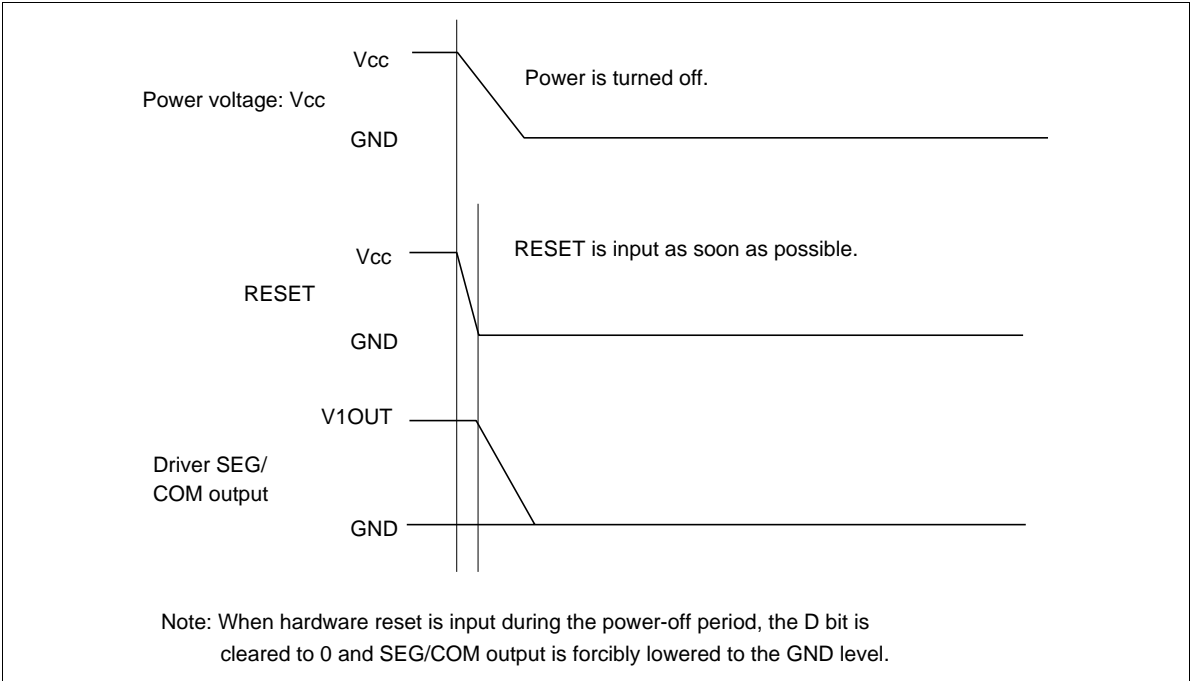 Vcc
Power is turned off.
Power voltage: Vcc
GND
RESET is input as soon as possible.
Vcc
RESET
GND
V1OUT
Driver SEG/
COM output
GND
Note: When hardware reset is input during the power-off period, the D bit is
cleared to 0 and SEG/COM output is forcibly lowered to the GND level.